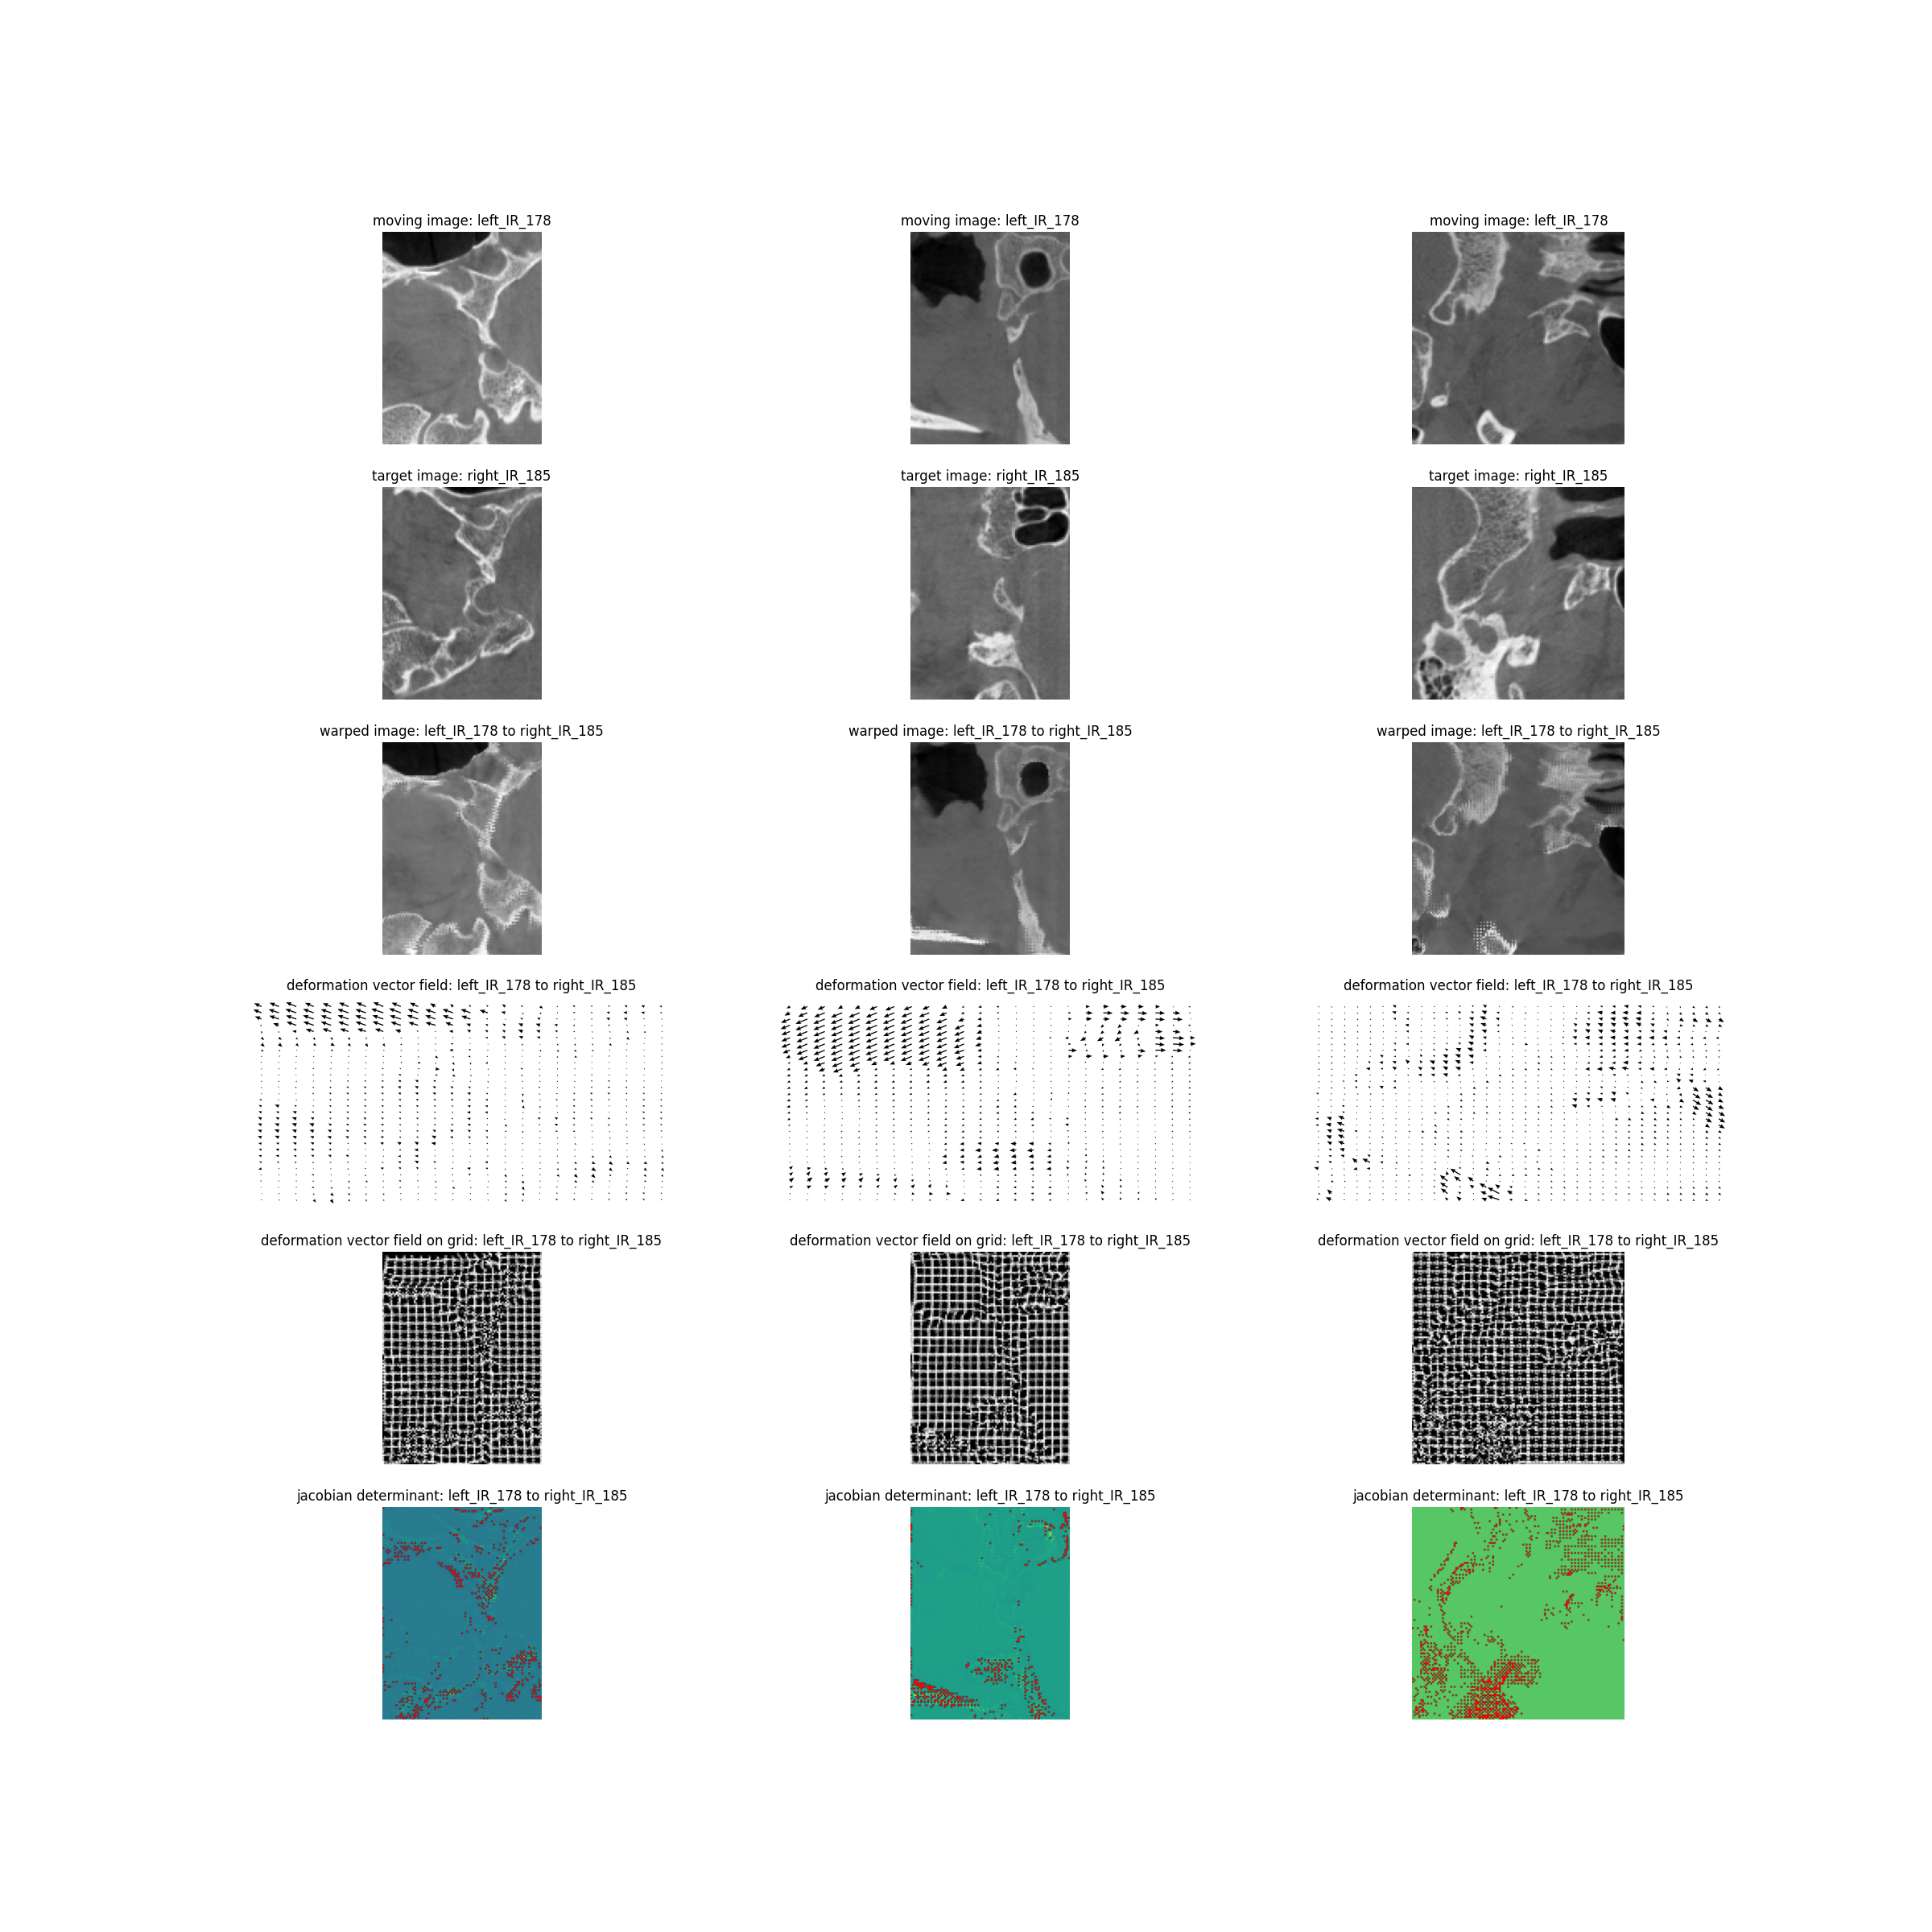 moving image: left_IR_178
moving image: left_IR_178
moving image: left_IR_178
target image: right_IR_185
target image: right_IR_185
target image: right_IR_185
warped image: left_IR_178 to right_IR_185
warped image: left_IR_178 to right_IR_185
warped image: left_IR_178 to right_IR_185
deformation vector field: left_IR_178 to right_IR_185
deformation vector field: left_IR_178 to right_IR_185
deformation vector field: left_IR_178 to right_IR_185
deformation vector field on grid: left_IR_178 to right_IR_185
deformation vector field on grid: left_IR_178 to right_IR_185
deformation vector field on grid: left_IR_178 to right_IR_185
jacobian determinant: left_IR_178 to right_IR_185
jacobian determinant: left_IR_178 to right_IR_185
jacobian determinant: left_IR_178 to right_IR_185